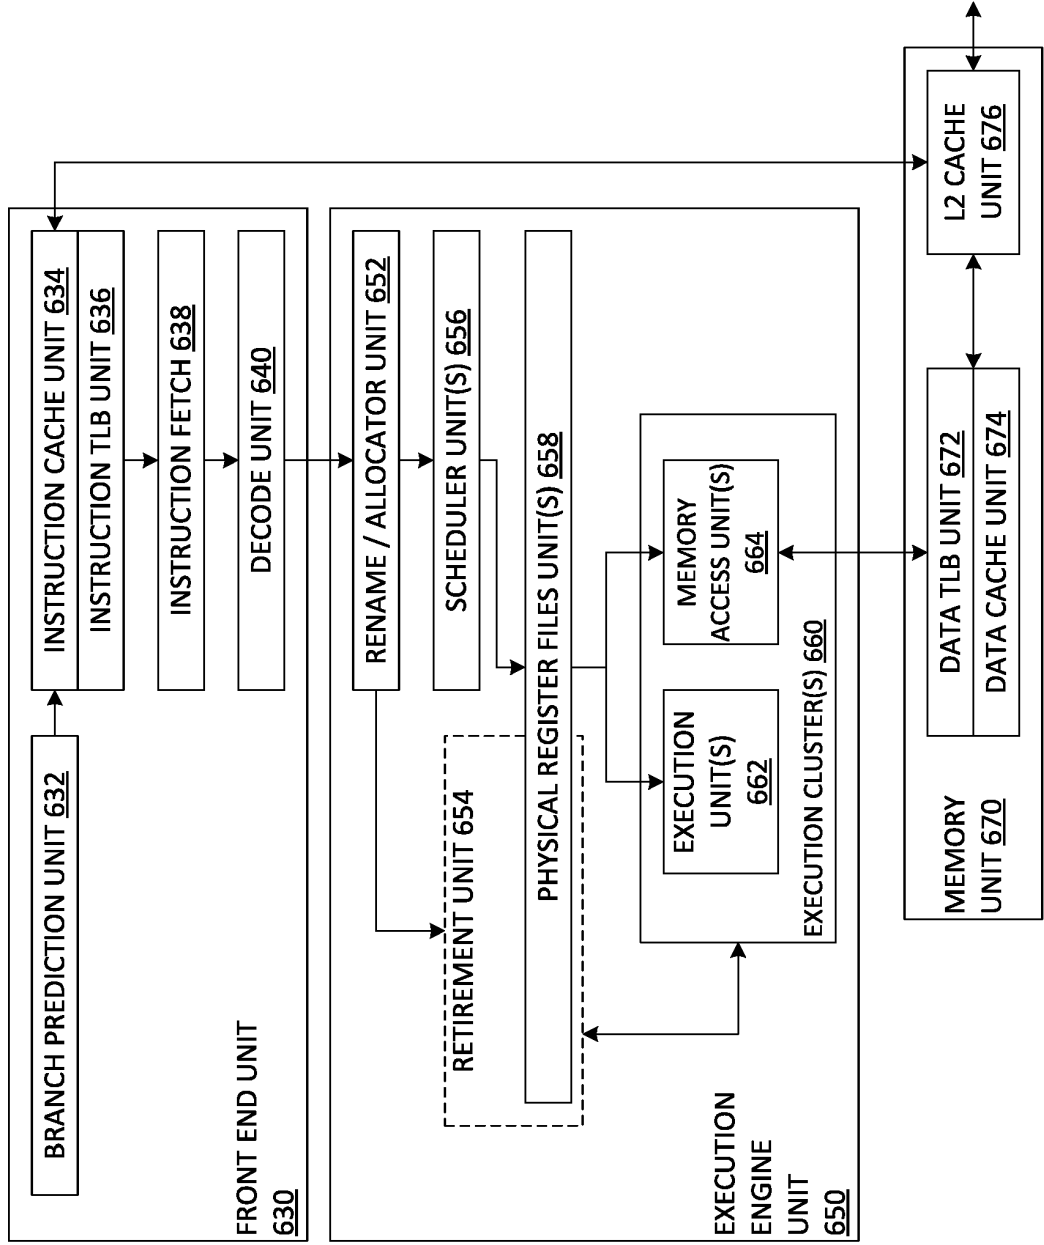 BRANCH PREDICTION UNIT 632
INSTRUCTION CACHE UNIT 634
INSTRUCTION TLB UNIT 636
INSTRUCTION FETCH 638
DECODE UNIT 640
FRONT END UNIT
630
RENAME / ALLOCATOR UNIT 652
SCHEDULER UNIT(S) 656
RETIREMENT UNIT 654
PHYSICAL REGISTER FILES UNIT(S) 658
EXECUTION
UNIT(S)
662
MEMORY
ACCESS UNIT(S)
664
EXECUTION CLUSTER(S) 660
EXECUTION
ENGINE
UNIT
650
MEMORY
UNIT 670
DATA TLB UNIT 672
DATA CACHE UNIT 674
L2 CACHE
UNIT 676